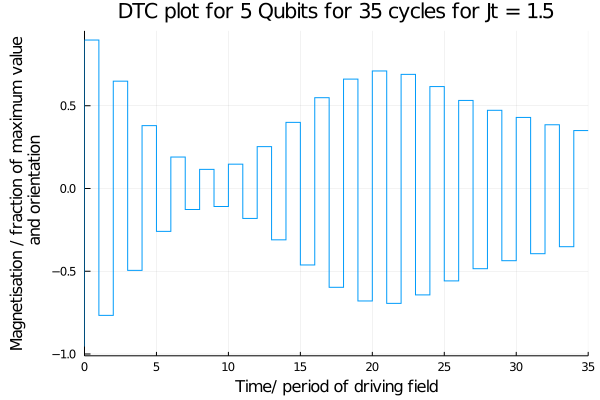 DTC plot for 5 Qubits for 35 cycles for Jt = 1.5
Magnetisation / fraction of maximum value
and orientation
0.5
0.0
−0.5
−1.0
0 5 10 15 20 25 30 35
Time/ period of driving field